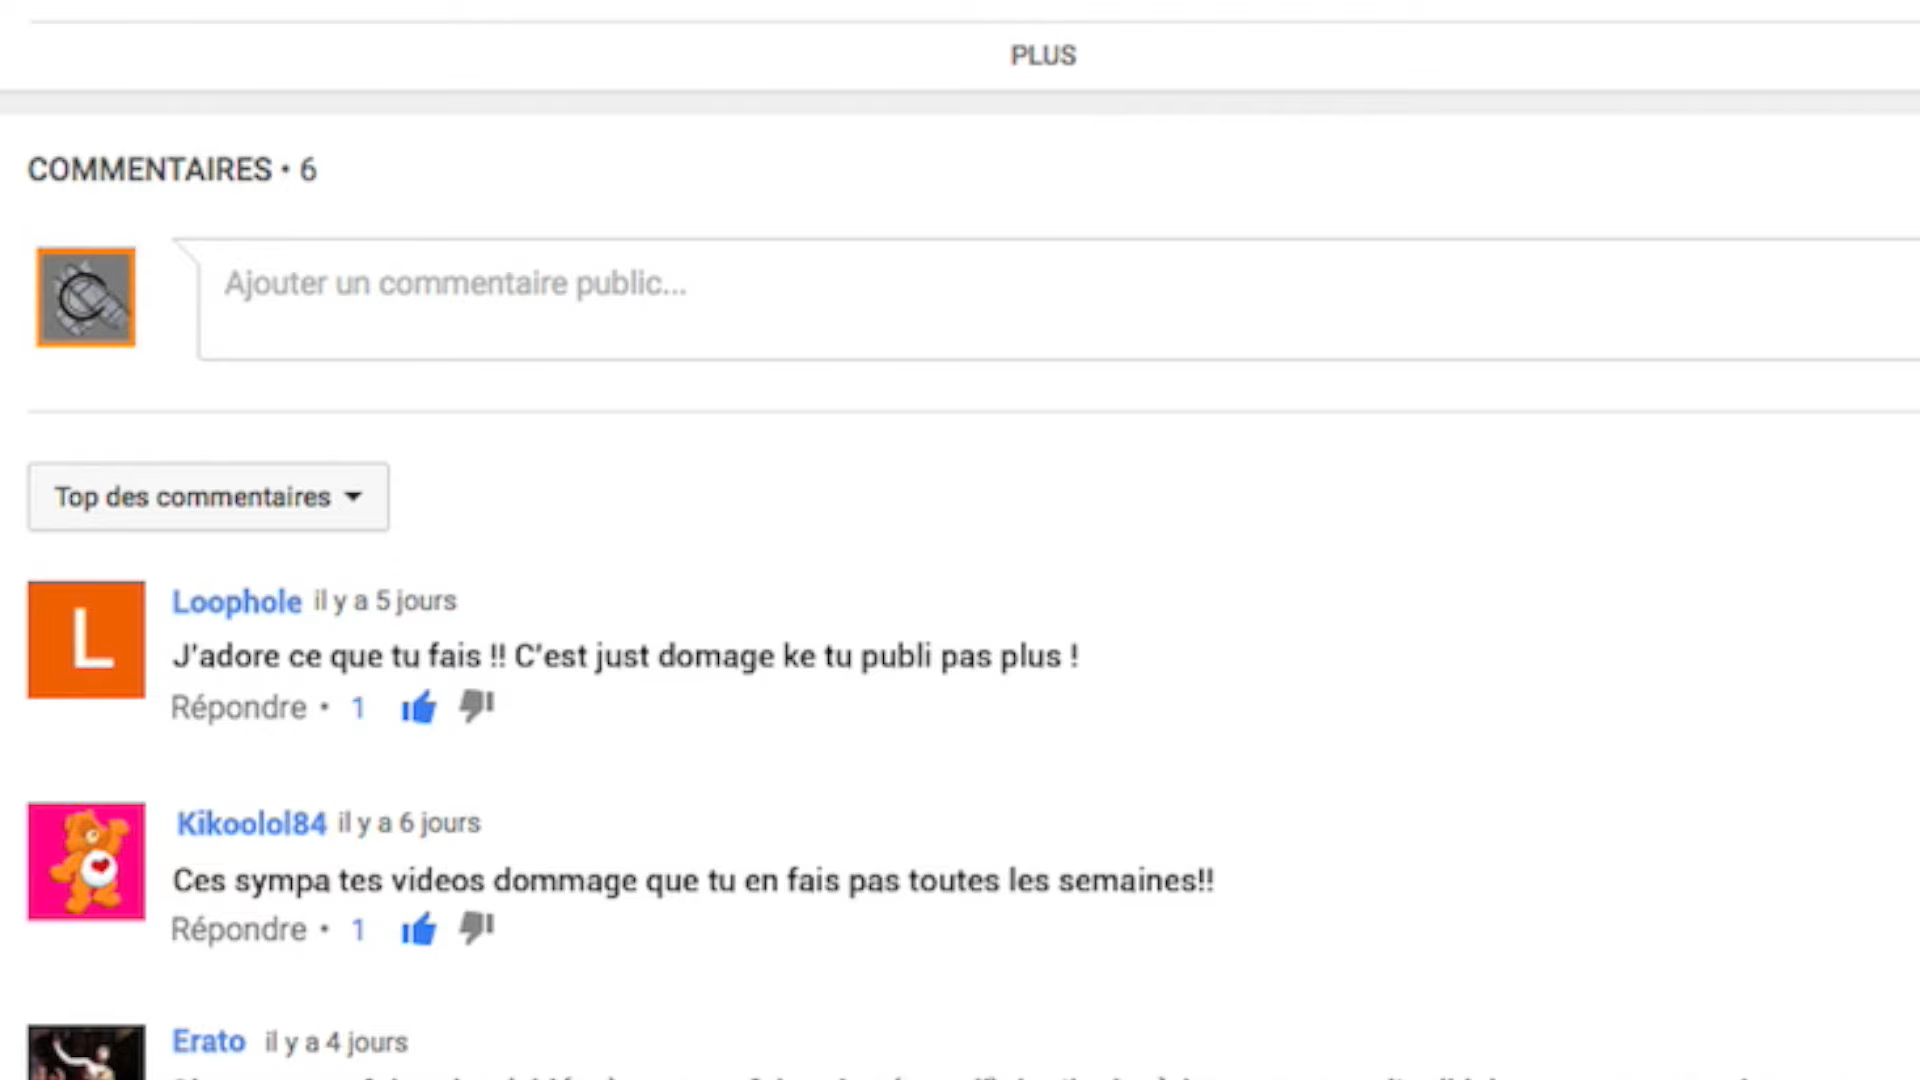 PLUS
COMMENTAIRES • 6
Ajouter un commentaire public...
Top des commentaires
L
Loophole il y a 5 jours
J'adore ce que tu fais !! C'est just domage ke tu publi pas plus !
Répondre • 1
Kikoolol84 il y a 6 jours
Ces sympa tes videos dommage que tu en fais pas toutes les semaines!!
Répondre • 1
Erato il y a 4 jours